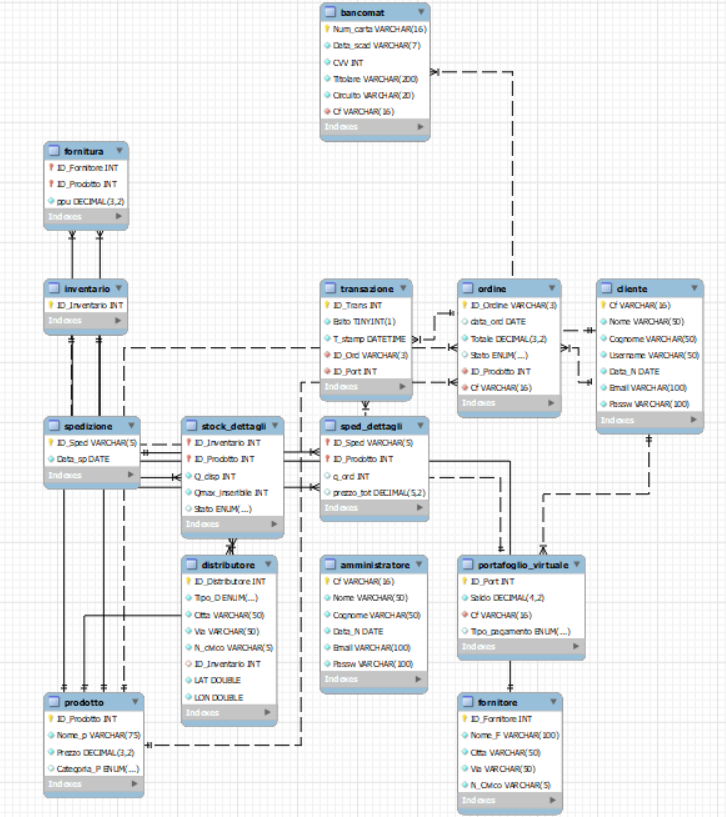 bancomat
Num_carta VARCHAR(16)
Data_scad VARCHAR(7)
CVV INT
Titolare VARCHAR(200)
Circuito VARCHAR(20)
Cf VARCHAR(16)
Indexes
fornitura
ID_Fornitore INT
ID_Prodotto INT
ppu DECIMAL(3,2)
Indexes
inventario
ID_Inventario INT
Indexes
transazione
ID_Trans INT
Esito TINYINT(1)
T_stamp DATETIME
ID_Ord VARCHAR(3)
ID_Port INT
Indexes
ordine
ID_Ordine VARCHAR(3)
data_ord DATE
Totale DECIMAL(3,2)
Stato ENUM(...)
ID_Prodotto INT
Cf VARCHAR(16)
Indexes
cliente
Cf VARCHAR(16)
Nome VARCHAR(50)
Cognome VARCHAR(50)
Username VARCHAR(50)
Data_N DATE
Email VARCHAR(100)
Passw VARCHAR(100)
Indexes
spedizione
ID_Sped VARCHAR(5)
Data_sp DATE
Indexes
stock_dettagli
ID_Inventario INT
ID_Prodotto INT
Q_disp INT
Qmax_inseribile INT
Stato ENUM(...)
Indexes
sped_dettagli
ID_Sped VARCHAR(5)
ID_Prodotto INT
q_ord INT
prezzo_tot DECIMAL(5,2)
Indexes
distributore
ID_Distributore INT
Tipo_D ENUM(...)
Citta VARCHAR(50)
Via VARCHAR(50)
N_civico VARCHAR(5)
ID_Inventario INT
LAT DOUBLE
LON DOUBLE
Indexes
amministratore
Cf VARCHAR(16)
Nome VARCHAR(50)
Cognome VARCHAR(50)
Data_N DATE
Email VARCHAR(100)
Passw VARCHAR(100)
Indexes
portafoglio_virtuale
ID_Port INT
Saldo DECIMAL(4,2)
Cf VARCHAR(16)
Tipo_pagamento ENUM(...)
Indexes
prodotto
ID_Prodotto INT
Nome_p VARCHAR(75)
Prezzo DECIMAL(3,2)
Categoria_P ENUM(...)
Indexes
fornitore
ID_Fornitore INT
Nome_F VARCHAR(100)
Citta VARCHAR(50)
Via VARCHAR(50)
N_Civico VARCHAR(5)
Indexes